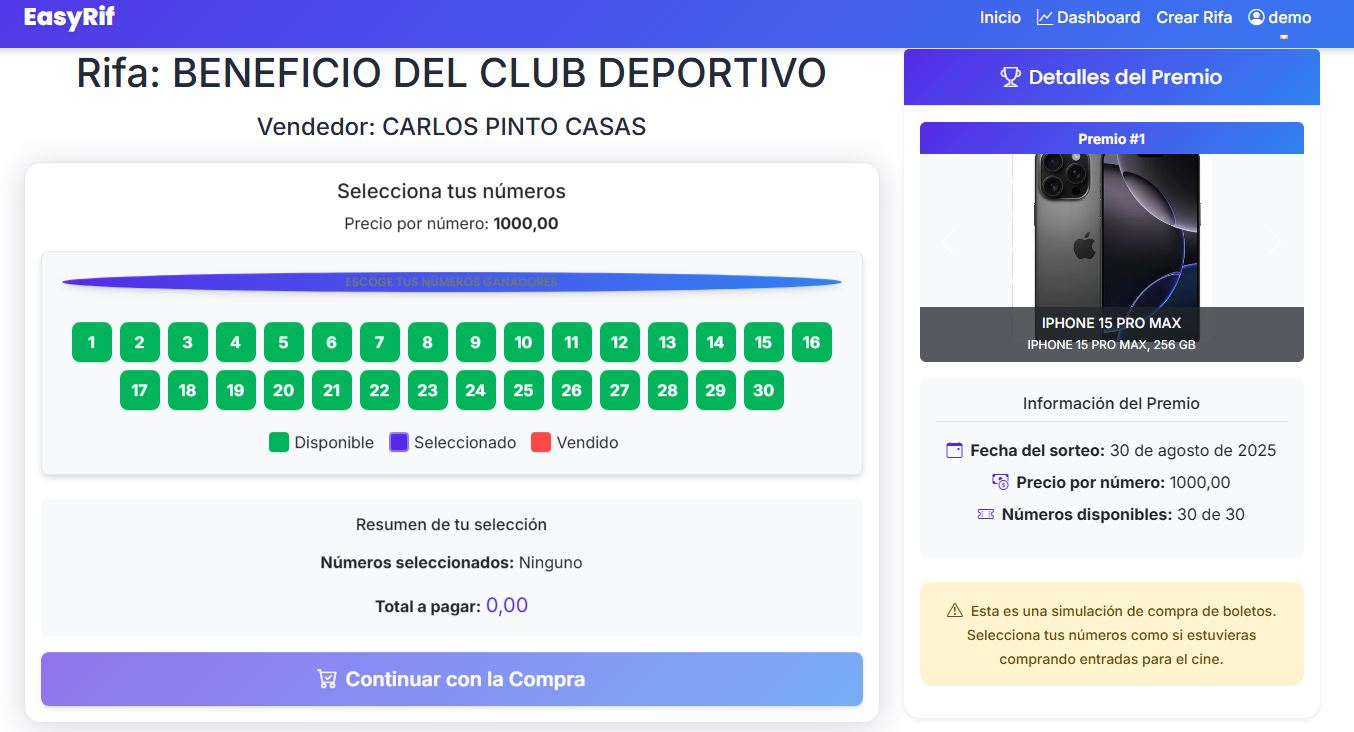 EasyRif
Inicio Dashboard Crear Rifa demo
Rifa: BENEFICIO DEL CLUB DEPORTIVO
Vendedor: CARLOS PINTO CASAS
Selecciona tus números
Precio por número: 1000,00
ESCOGE TUS NÚMEROS GANADORES
1 2 3 4 5 6 7 8 9 10 11 12 13 14 15 16
17 18 19 20 21 22 23 24 25 26 27 28 29 30
Disponible Seleccionado Vendido
Resumen de tu selección
Números seleccionados: Ninguno
Total a pagar: 0,00
Continuar con la Compra
Detalles del Premio
Premio #1
IPHONE 15 PRO MAX
IPHONE 15 PRO MAX, 256 GB
Información del Premio
Fecha del sorteo: 30 de agosto de 2025
Precio por número: 1000,00
Números disponibles: 30 de 30
Esta es una simulación de compra de boletos.
Selecciona tus números como si estuvieras
comprando entradas para el cine.